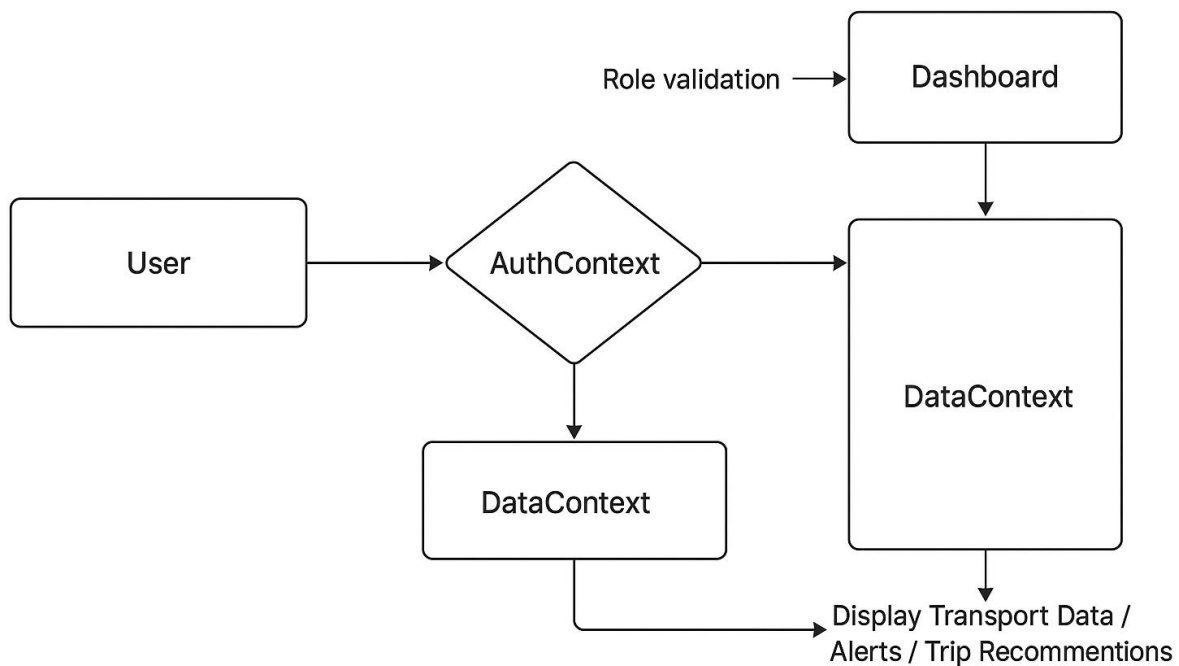 Role validation
Dashboard
User
AuthContext
DataContext
DataContext
Display Transport Data /
Alerts / Trip Recommentions